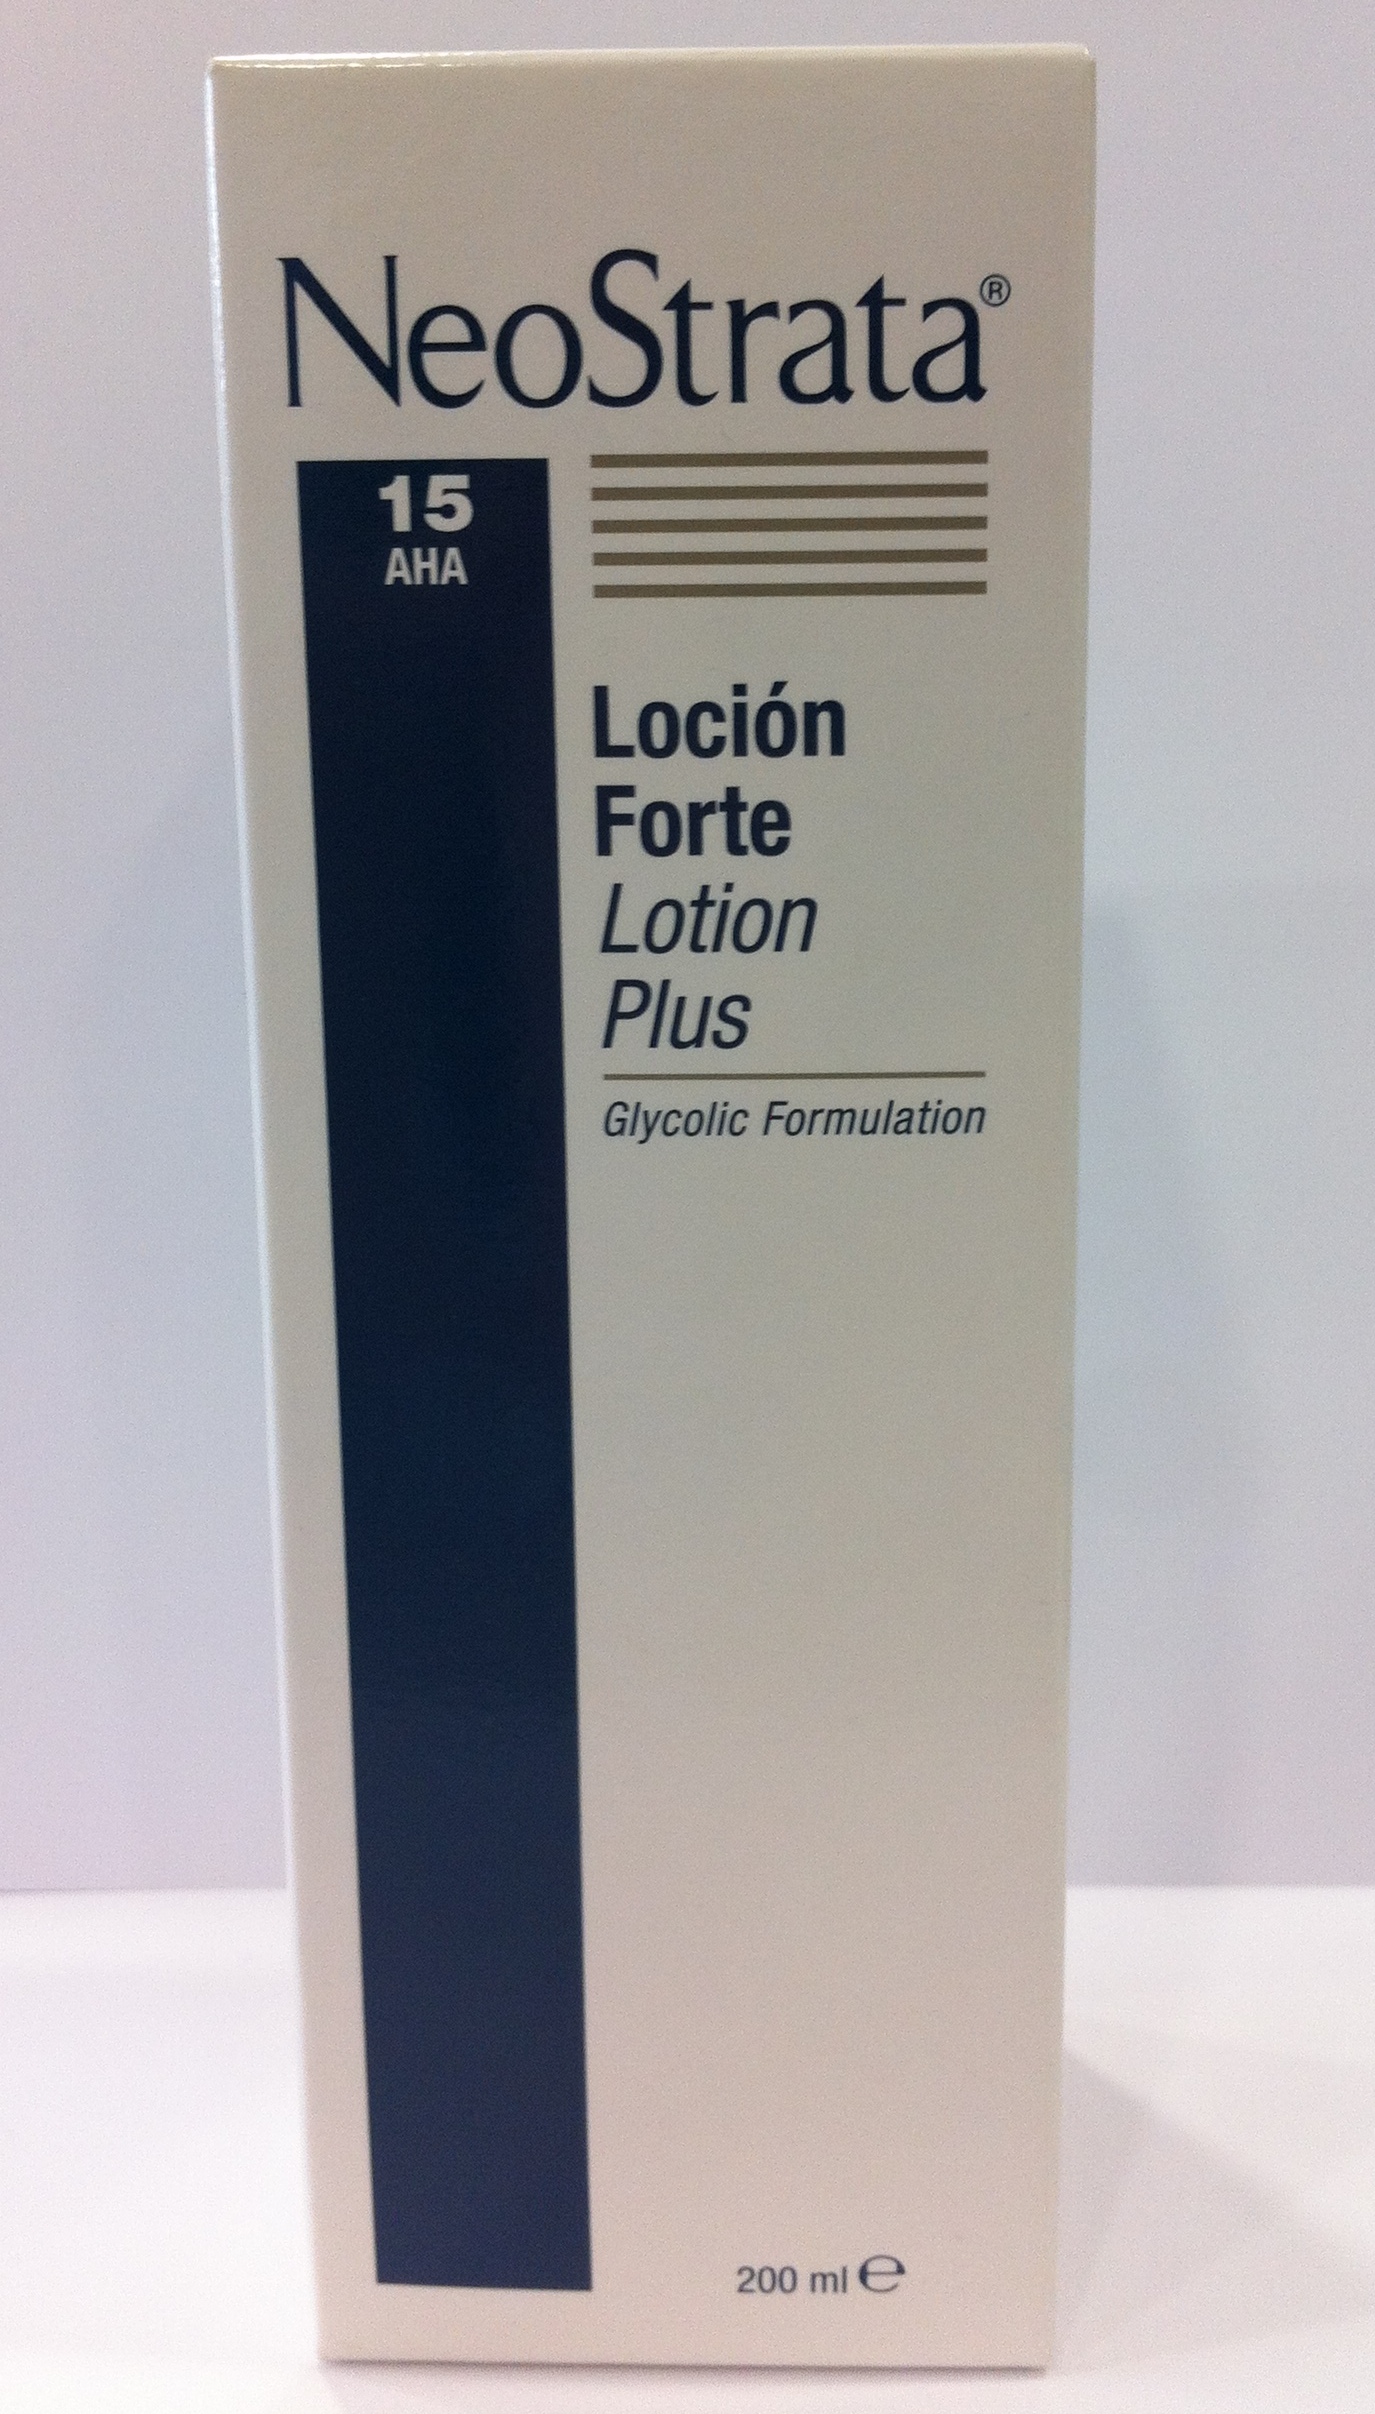 NeoStrata®
15
AHA
Loción
Forte
Lotion
Plus
Glycolic Formulation
200 ml ℮